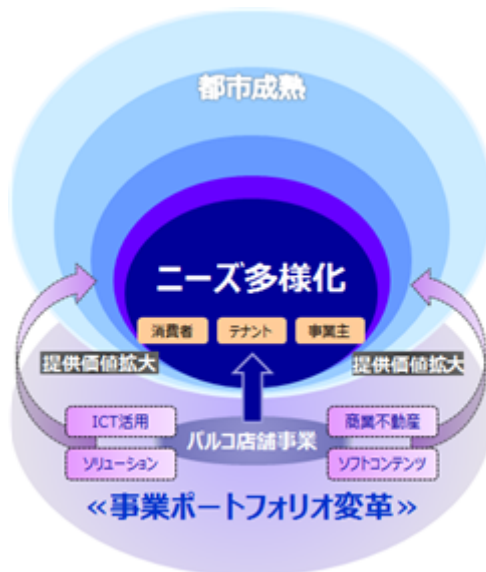 都市成熟
ニーズ多様化
消費者 テナント 事業主
提供価値拡大 提供価値拡大
ICT活用 商業不動産
パルコ店舗事業
ソリューション ソフトコンテンツ
≪事業ポートフォリオ変革≫